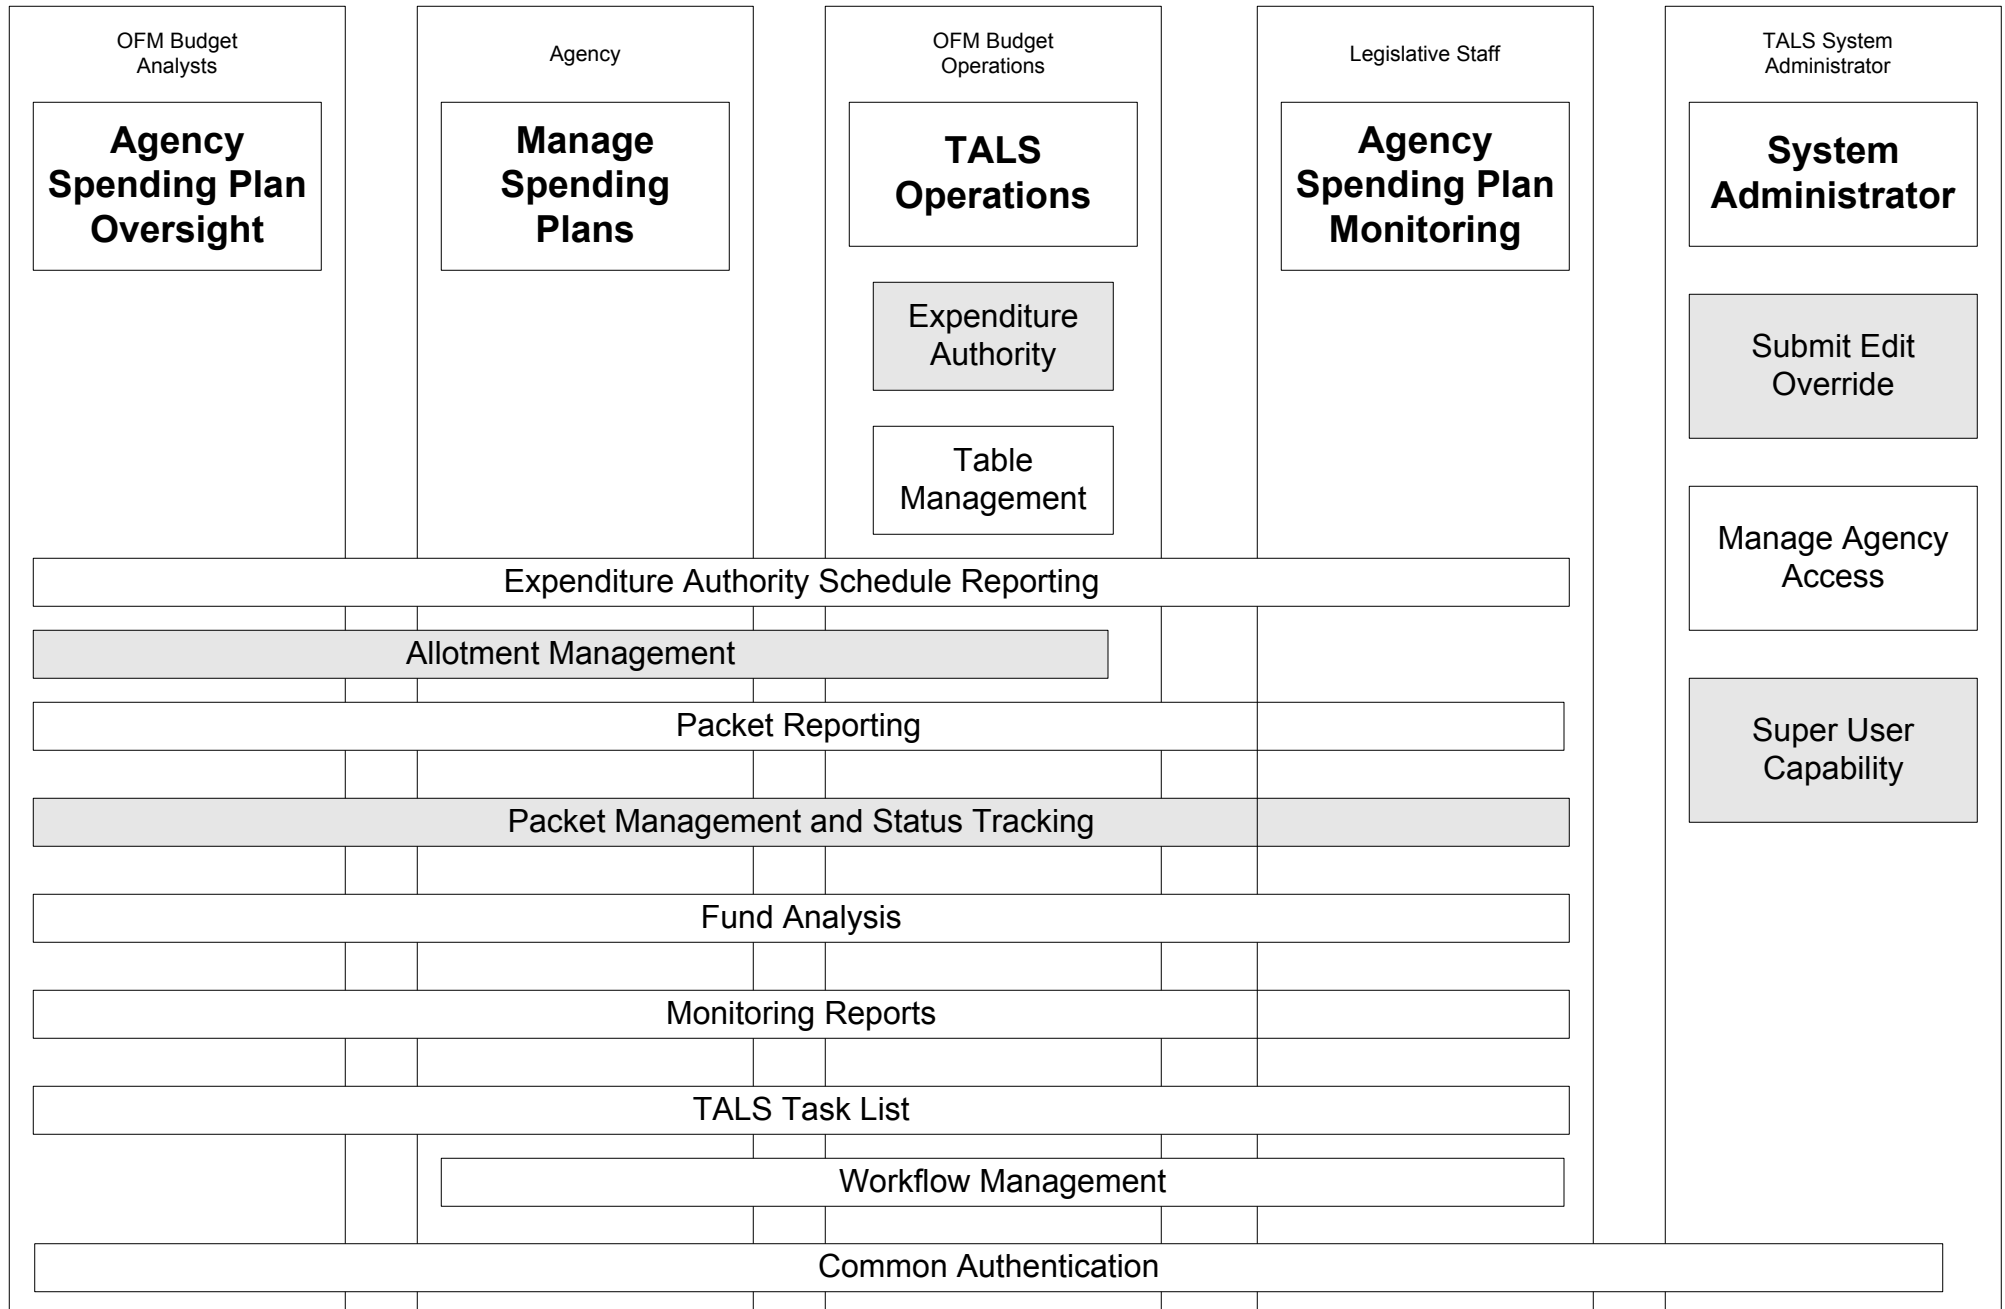 OFM Budget
Analysts
Agency
OFM Budget
Operations
Legislative Staff
TALS System
Administrator
Agency
Spending Plan
Oversight
Manage
Spending
Plans
TALS
Operations
Agency
Spending Plan
Monitoring
System
Administrator
Expenditure
Authority
Submit Edit
Override
Table
Management
Manage Agency
Access
Expenditure Authority Schedule Reporting
Allotment Management
Packet Reporting
Super User
Capability
Packet Management and Status Tracking
Fund Analysis
Monitoring Reports
TALS Task List
Workflow Management
Common Authentication